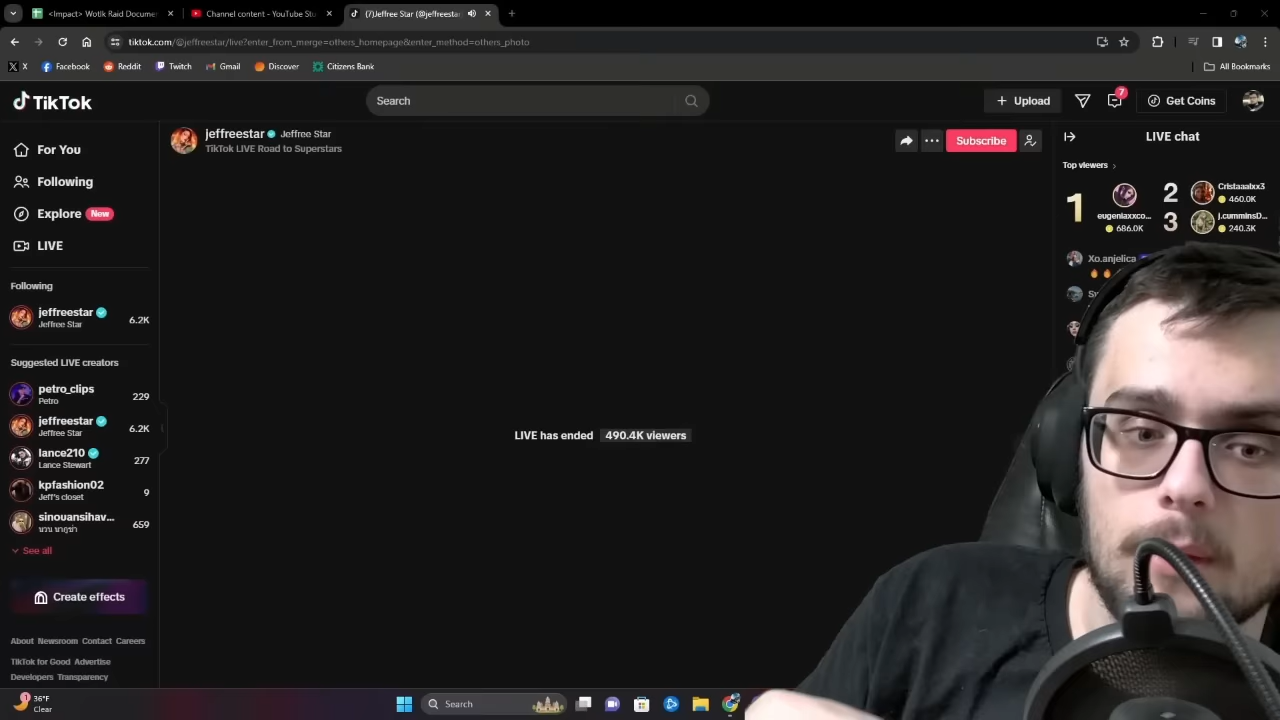 <Impact> Wotlk Raid Documen
Channel content - YouTube Stu
(7)Jeffree Star (@jeffreestar
tiktok.com/@jeffreestar/live?enter_from_merge=others_homepage&enter_method=others_photo
X Facebook Reddit Twitch Gmail Discover Citizens Bank All Bookmarks
TikTok
Search
Upload
7
Get Coins
For You
Following
Explore New
LIVE
Following
jeffreestar
Jeffree Star
6.2K
Suggested LIVE creators
petro_clips
Petro
229
jeffreestar
Jeffree Star
6.2K
lance210
Lance Stewart
277
kpfashion02
Jeff's closet
9
sinouansihav...
659
See all
Create effects
About Newsroom Contact Careers
TikTok for Good Advertise
Developers Transparency
jeffreestar Jeffree Star
TikTok LIVE Road to Superstars
Subscribe
LIVE has ended 490.4K viewers
LIVE chat
Top viewers
1
eugeniaxxco...
686.0K
2
Cristaaalxx3
460.0K
3
j.cumminsD...
240.3K
Xo.anjelica
1
36°F
Clear
Search